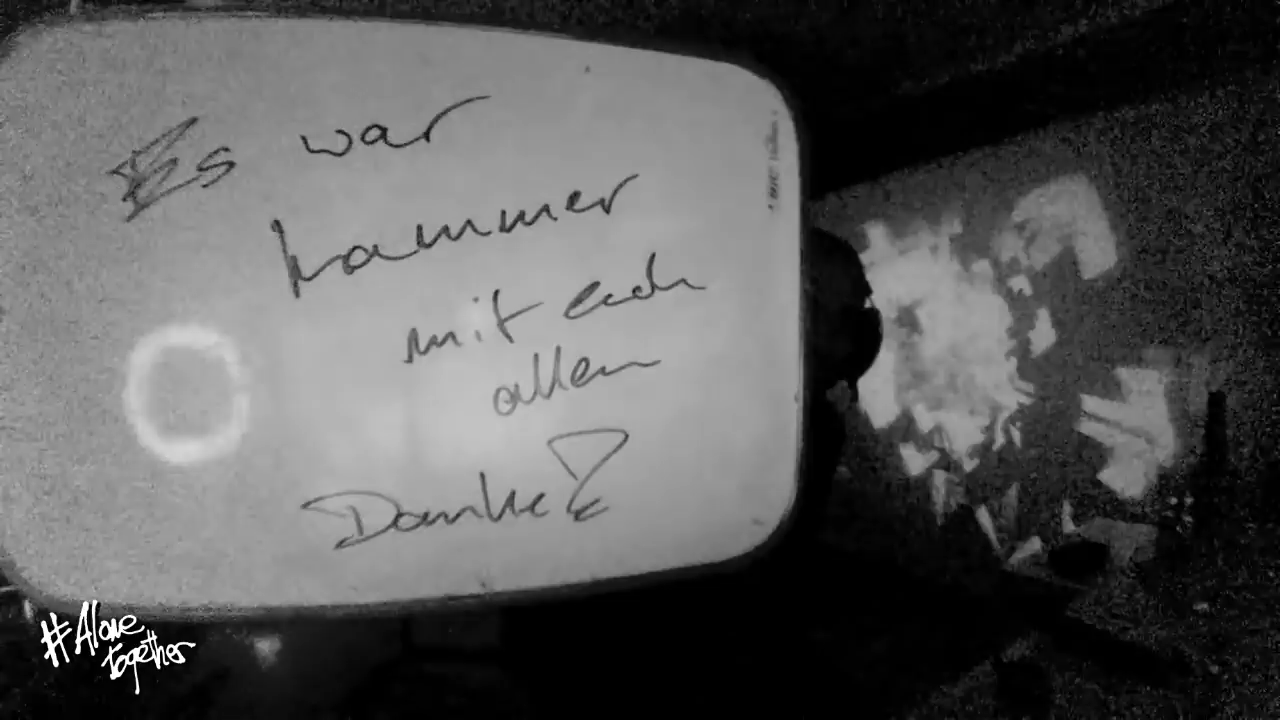 Es war
hammer
mit euch
allen
Danke!
#Alone
together